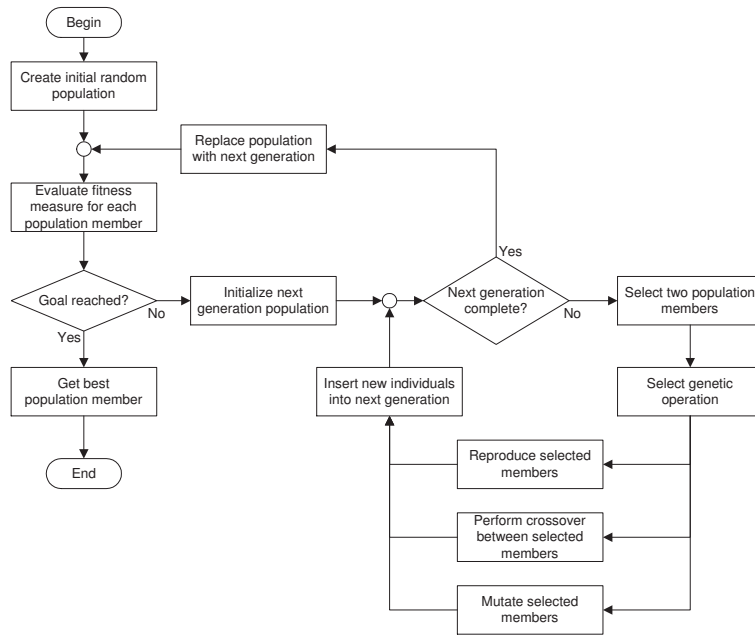 Begin
Create initial random
population
Replace population
with next generation
Evaluate fitness
measure for each
population member
Yes
Goal reached?
No
Initialize next
generation population
Next generation
complete?
No
Select two population
members
Yes
Get best
population member
Insert new individuals
into next generation
Select genetic
operation
End
Reproduce selected
members
Perform crossover
between selected
members
Mutate selected
members